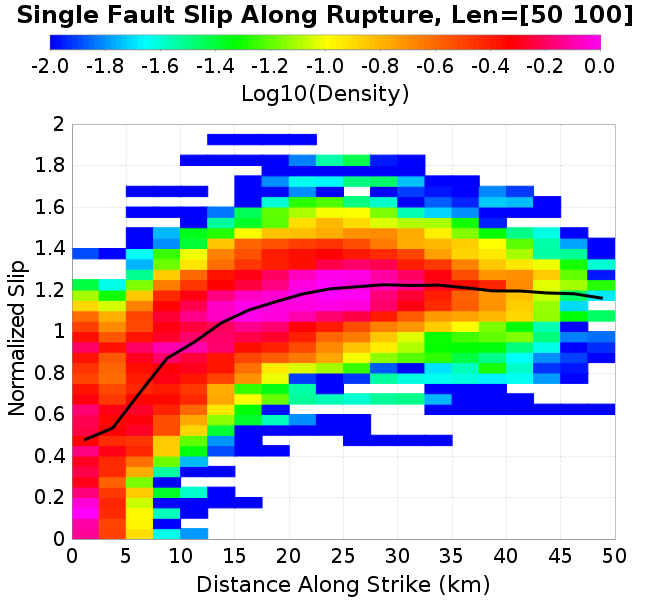 Single Fault Slip Along Rupture, Len=[50 100]
-2.0 -1.8 -1.6 -1.4 -1.2 -1.0 -0.8 -0.6 -0.4 -0.2 0.0
Log10(Density)
2
1.8
1.6
1.4
1.2
1
0.8
0.6
0.4
0.2
0
Normalized Slip
0 5 10 15 20 25 30 35 40 45 50
Distance Along Strike (km)